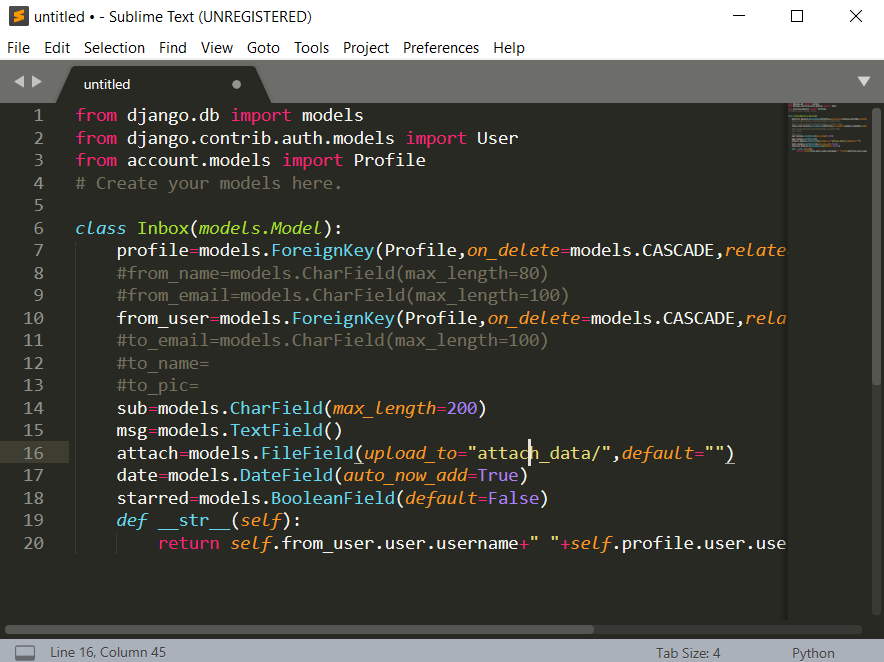 untitled • - Sublime Text (UNREGISTERED)
File Edit Selection Find View Goto Tools Project Preferences Help
untitled
1 from django.db import models
2 from django.contrib.auth.models import User
3 from account.models import Profile
4 # Create your models here.
5
6 class Inbox(models.Model):
7 profile=models.ForeignKey(Profile,on_delete=models.CASCADE,relate
8 #from_name=models.CharField(max_length=80)
9 #from_email=models.CharField(max_length=100)
10 from_user=models.ForeignKey(Profile,on_delete=models.CASCADE,rela
11 #to_email=models.CharField(max_length=100)
12 #to_name=
13 #to_pic=
14 sub=models.CharField(max_length=200)
15 msg=models.TextField()
16 attach=models.FileField(upload_to="attach_data/",default="")
17 date=models.DateField(auto_now_add=True)
18 starred=models.BooleanField(default=False)
19 def __str__(self):
20 return self.from_user.user.username+" "+self.profile.user.use
Line 16, Column 45 Tab Size: 4 Python